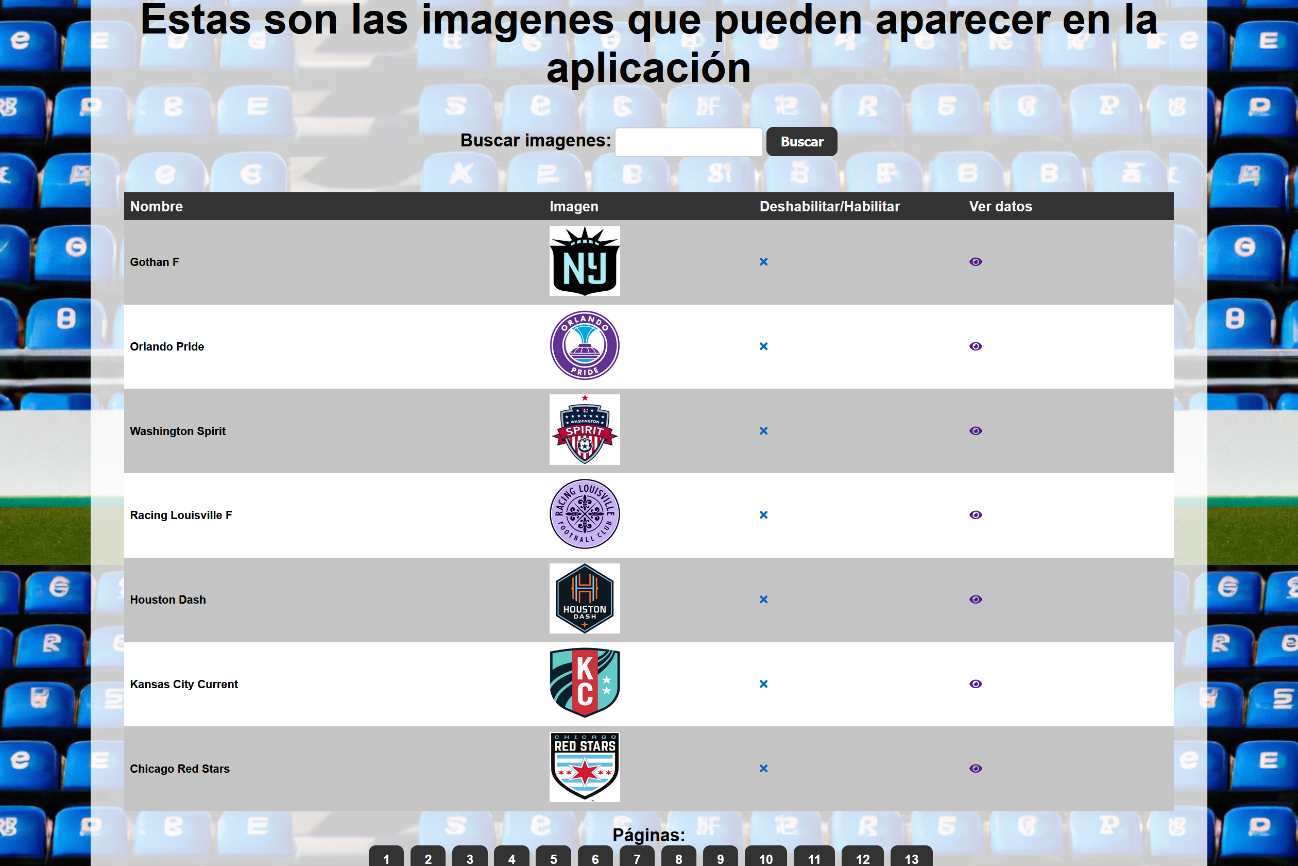 Estas son las imagenes que pueden aparecer en la
aplicación
Buscar imagenes: Buscar
Nombre Imagen Deshabilitar/Habilitar Ver datos
Gothan F
NY
Orlando Pride
ORLANDO
PRIDE
Washington Spirit
WASHINGTON
SPIRIT
Racing Louisville F
RACING LOUISVILLE
FOOTBALL CLUB
Houston Dash
H
HOUSTON
DASH
Kansas City Current
KC
Chicago Red Stars
CHICAGO
RED STARS
Páginas:
1 2 3 4 5 6 7 8 9 10 11 12 13